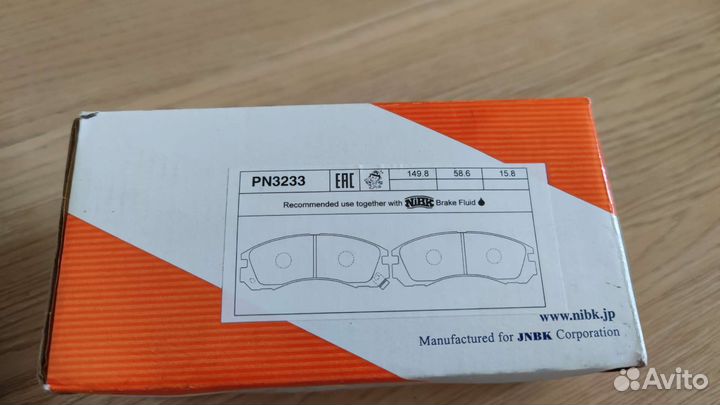 PN3233 EAC 149.8 58.6 15.8
Recommended use together with NiBK Brake Fluid
www.nibk.jp
Manufactured for JNBK Corporation
Avito